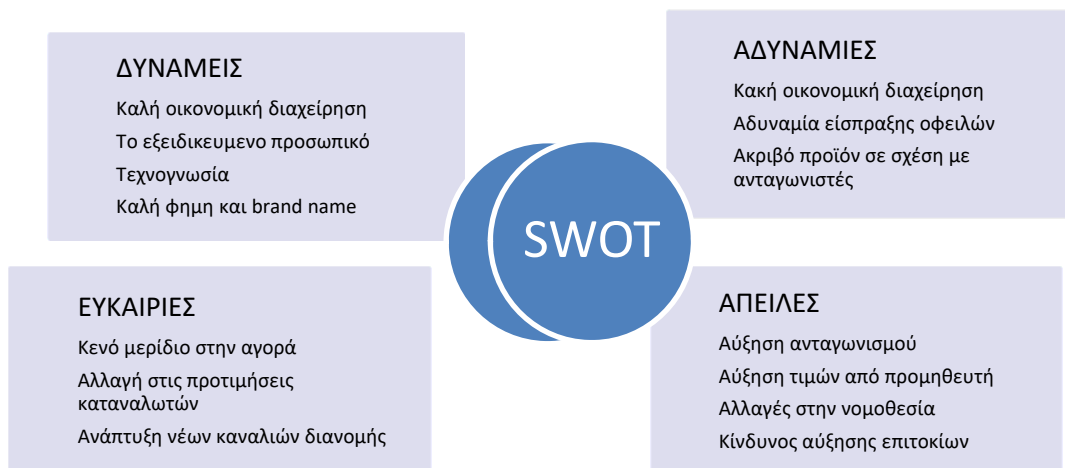 ΔΥΝΑΜΕΙΣ
Καλή οικονομική διαχείρηση
Το εξειδικευμενο προσωπικό
Τεχνογνωσία
Καλή φημη και brand name
ΑΔΥΝΑΜΙΕΣ
Κακή οικονομική διαχείρηση
Αδυναμία είσπραξης οφειλών
Ακριβό προϊόν σε σχέση με
ανταγωνιστές
SWOT
ΕΥΚΑΙΡΙΕΣ
Κενό μερίδιο στην αγορά
Αλλαγή στις προτιμήσεις
καταναλωτών
Ανάπτυξη νέων καναλιών διανομής
ΑΠΕΙΛΕΣ
Αύξηση ανταγωνισμού
Αύξηση τιμών από προμηθευτή
Αλλαγές στην νομοθεσία
Κίνδυνος αύξησης επιτοκίων